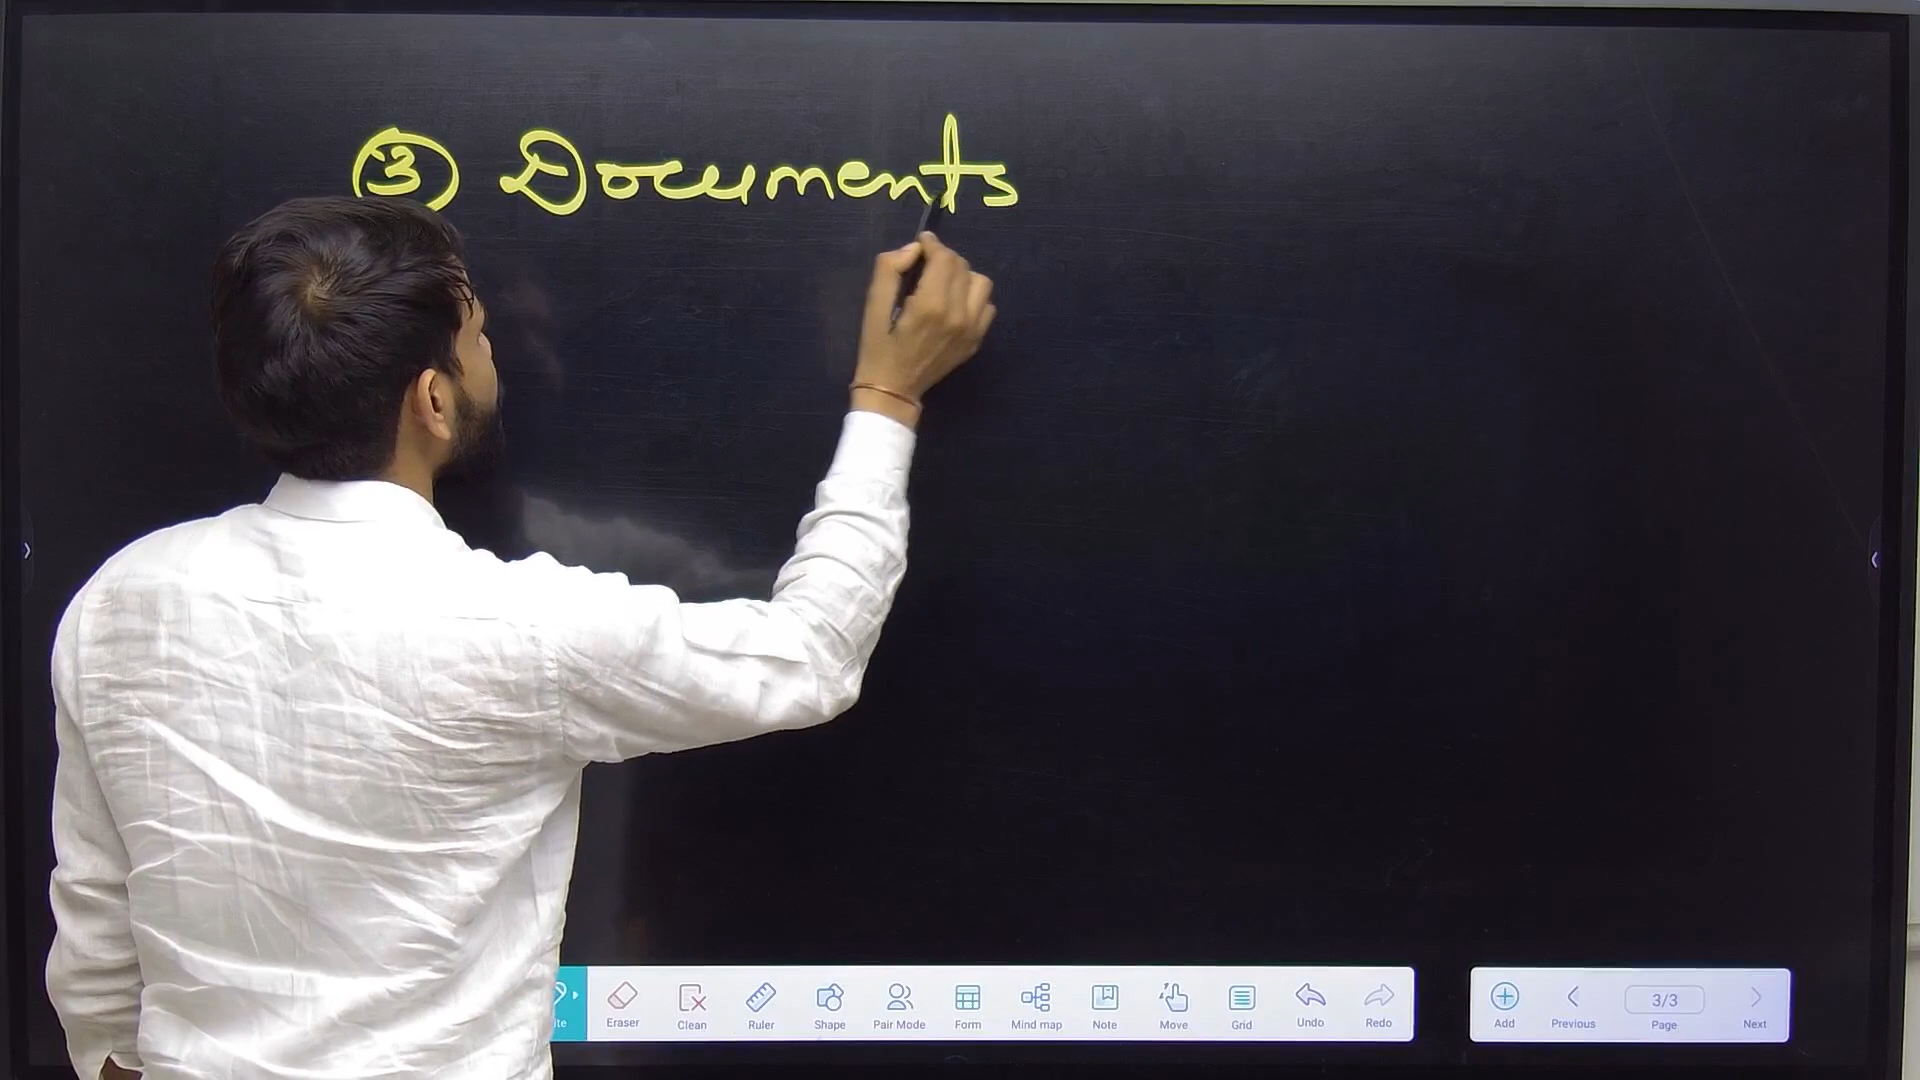 ③ Documents
Eraser Clean Ruler Shape Pair Mode Form Mind map Note Move Grid Undo Redo
Add Previous 3/3 Page Next